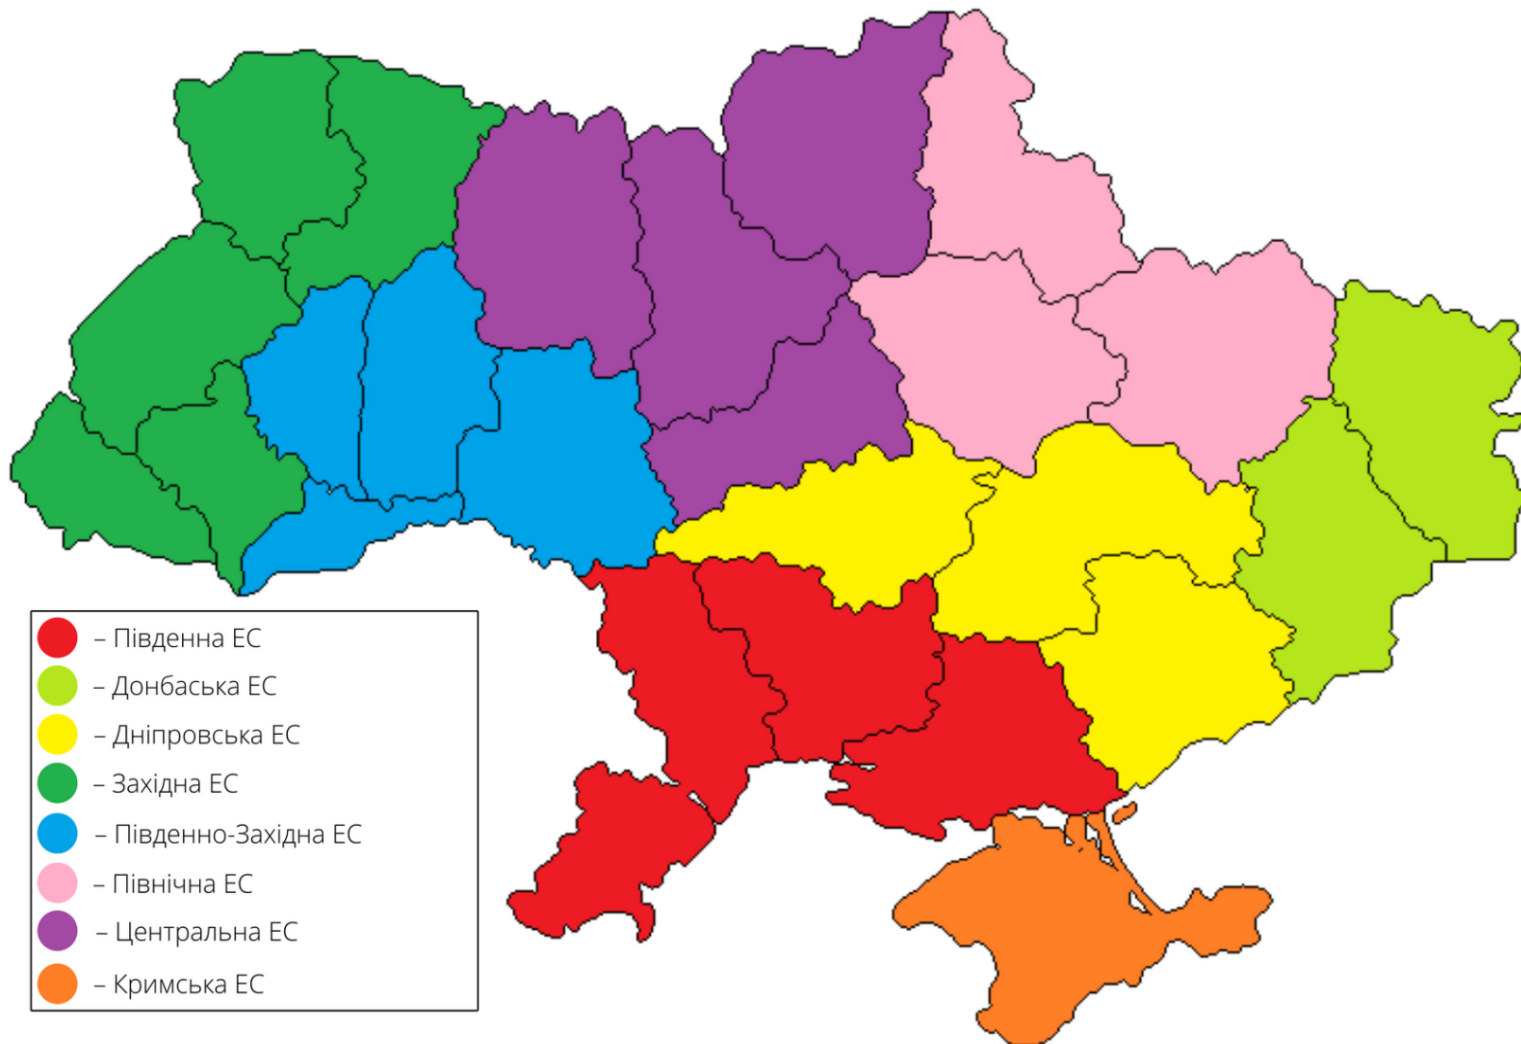 – Південна ЕС
– Донбаська ЕС
– Дніпровська ЕС
– Західна ЕС
– Південно-Західна ЕС
– Північна ЕС
– Центральна ЕС
– Кримська ЕС